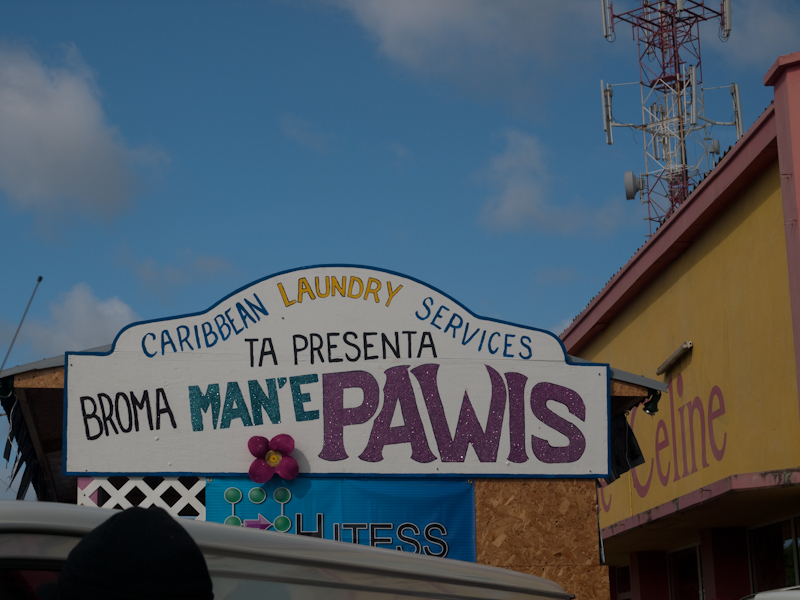 CARIBBEAN LAUNDRY SERVICES
TA PRESENTA
BROMA MAN'E PAWIS
HITESS
Celine